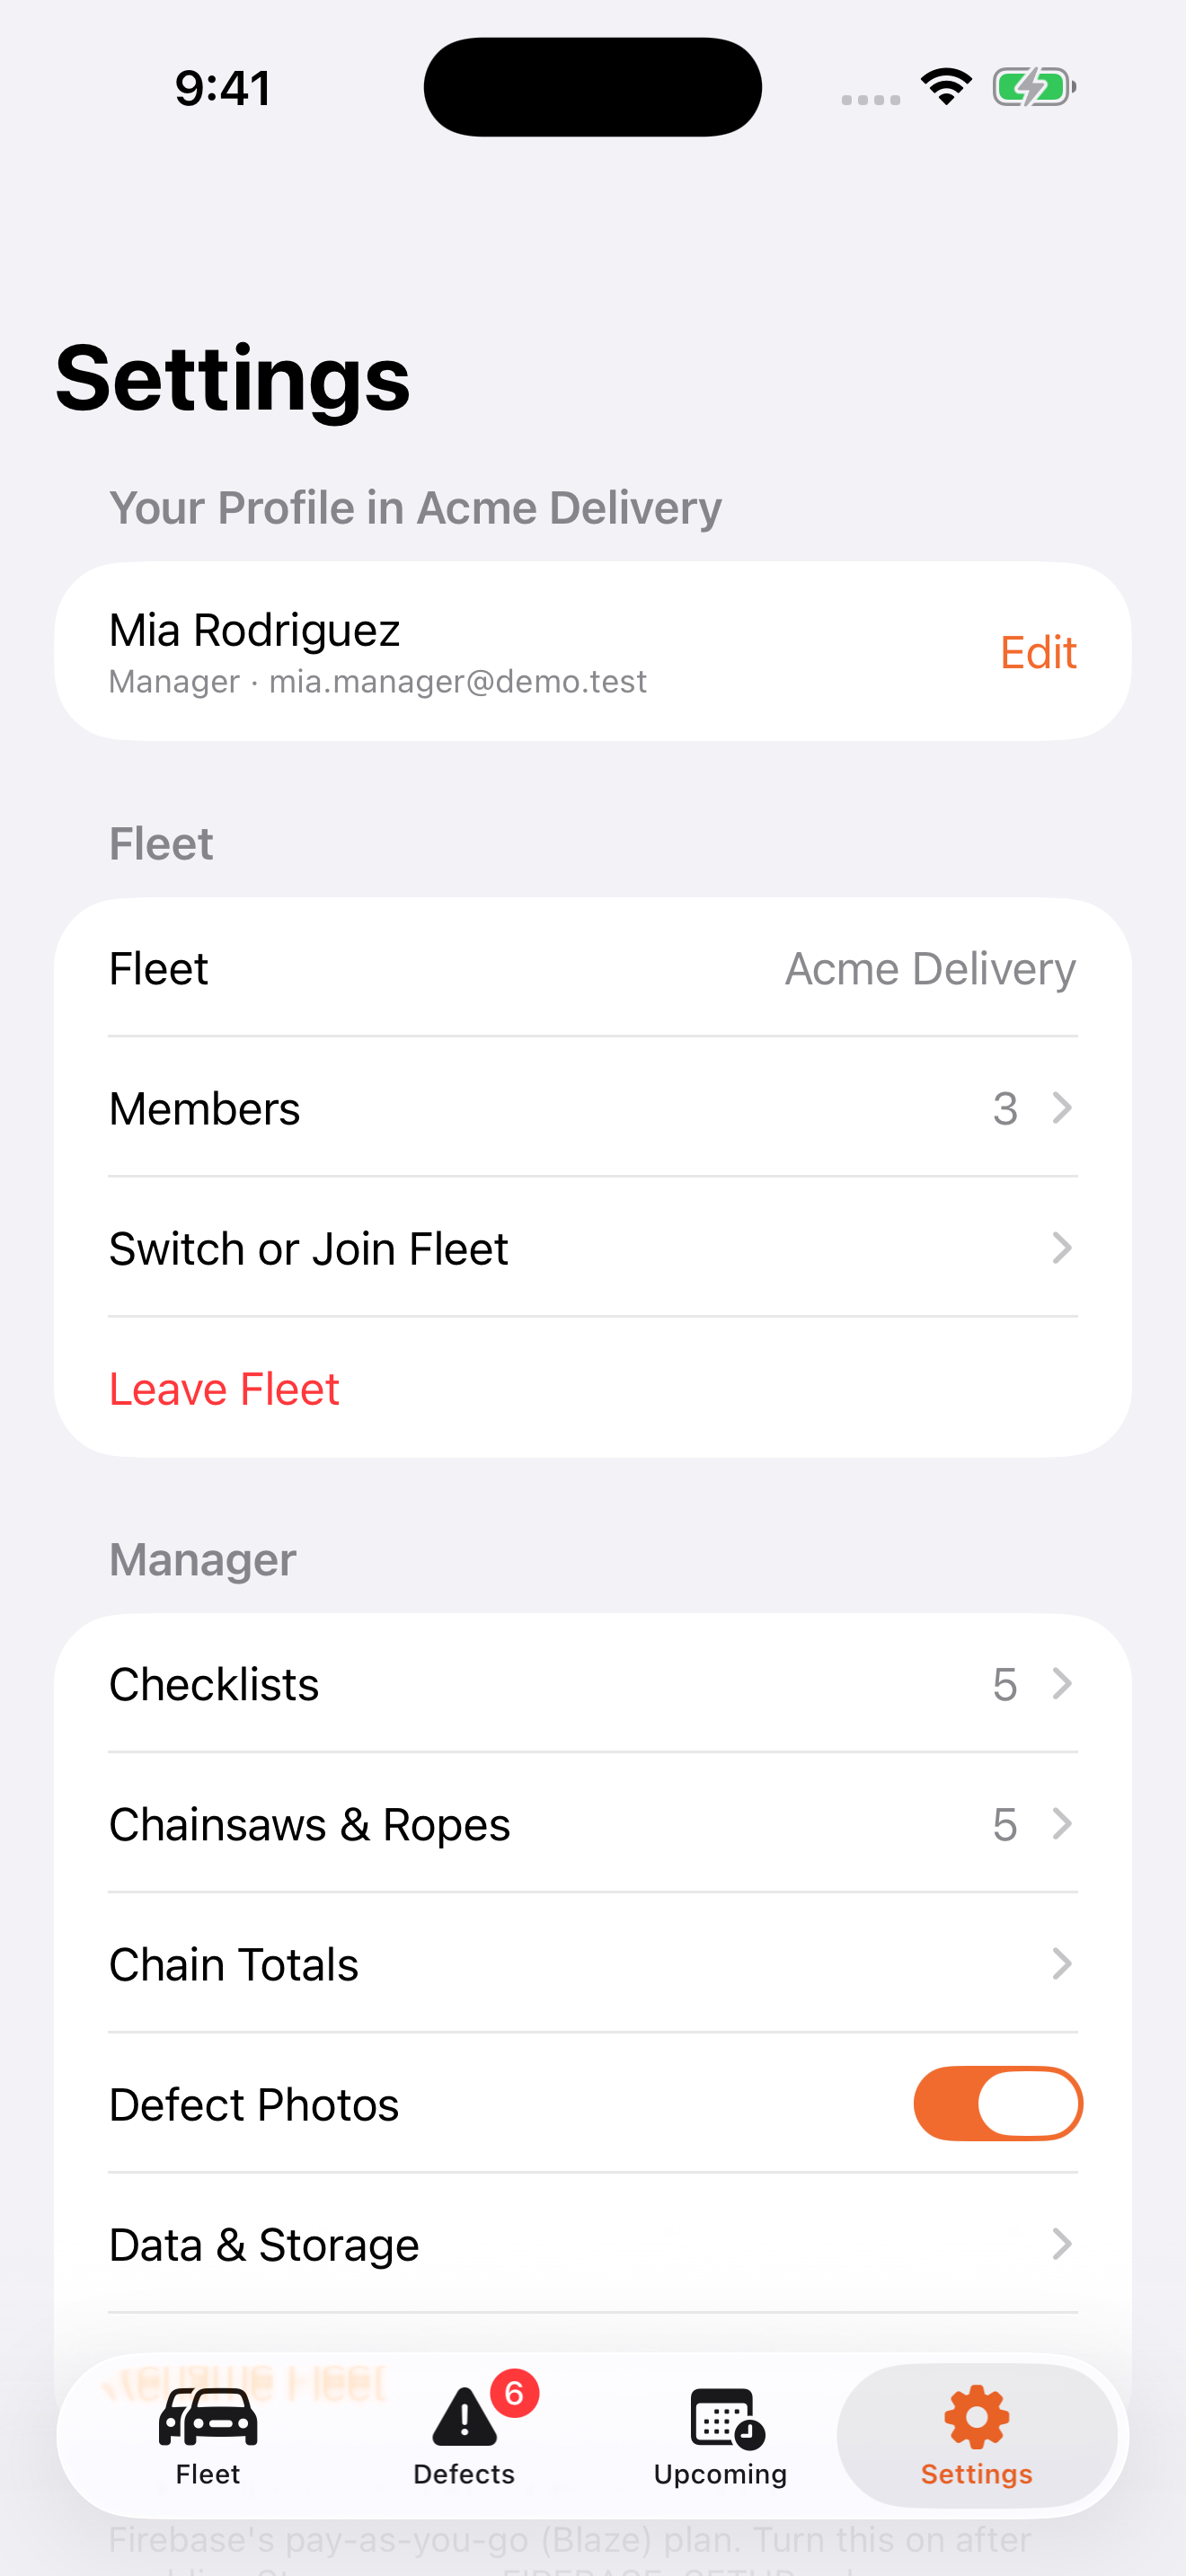 9:41
Settings
Your Profile in Acme Delivery
Mia Rodriguez
Edit
Manager · mia.manager@demo.test
Fleet
Fleet
Acme Delivery
Members
3
Switch or Join Fleet
Leave Fleet
Manager
Checklists
5
Chainsaws & Ropes
5
Chain Totals
Defect Photos
Data & Storage
6
Fleet
Defects
Upcoming
Settings
Firebase's pay-as-you-go (Blaze) plan. Turn this on after